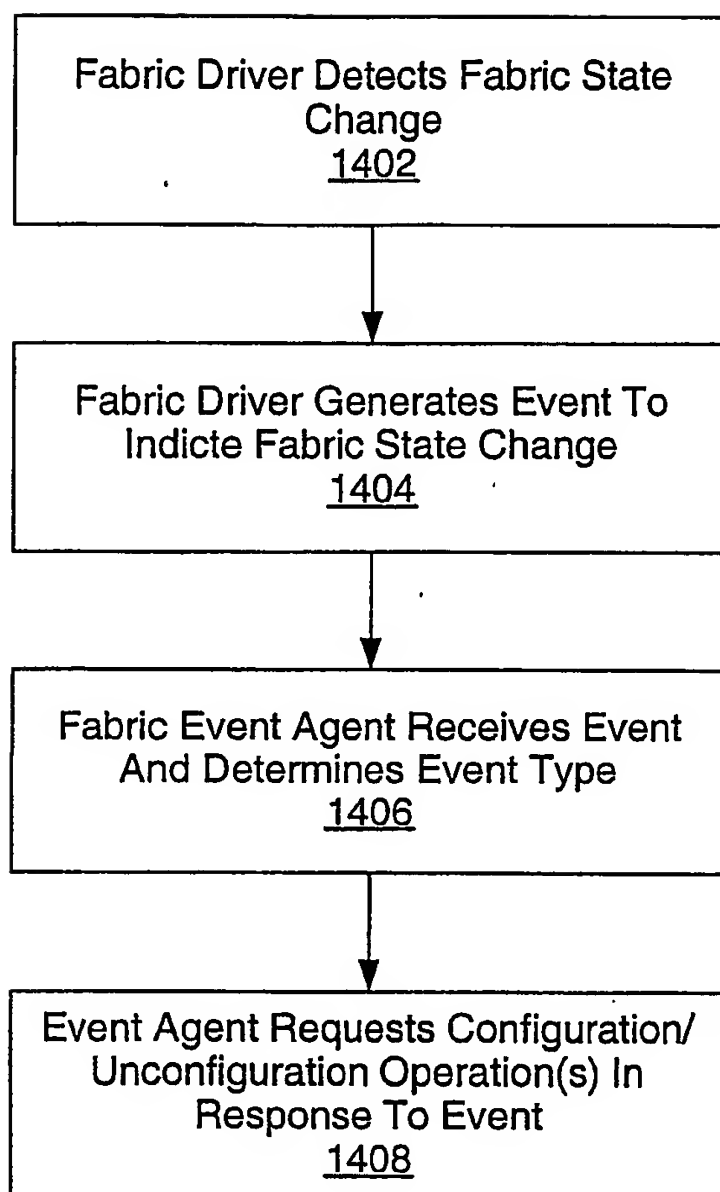 Fabric Driver Detects Fabric State
Change
1402
Fabric Driver Generates Event To
Indicte Fabric State Change
1404
Fabric Event Agent Receives Event
And Determines Event Type
1406
Event Agent Requests Configuration/
Unconfiguration Operation(s) In
Response To Event
1408